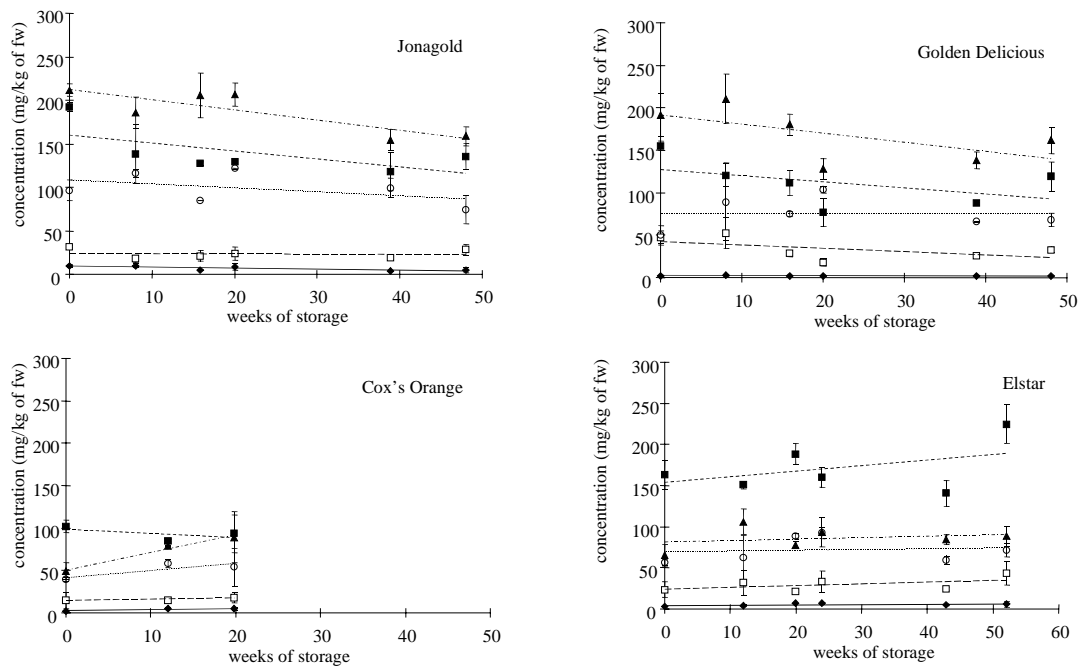 Jonagold
concentration (mg/kg of fw)
300
250
200
150
100
50
0
0 10 20 30 40 50
weeks of storage
Golden Delicious
concentration (mg/kg of fw)
300
250
200
150
100
50
0
0 10 20 30 40 50
weeks of storage
Cox's Orange
concentration (mg/kg of fw)
300
250
200
150
100
50
0
0 10 20 30 40 50
weeks of storage
Elstar
concentration (mg/kg of fw)
300
250
200
150
100
50
0
0 10 20 30 40 50 60
weeks of storage